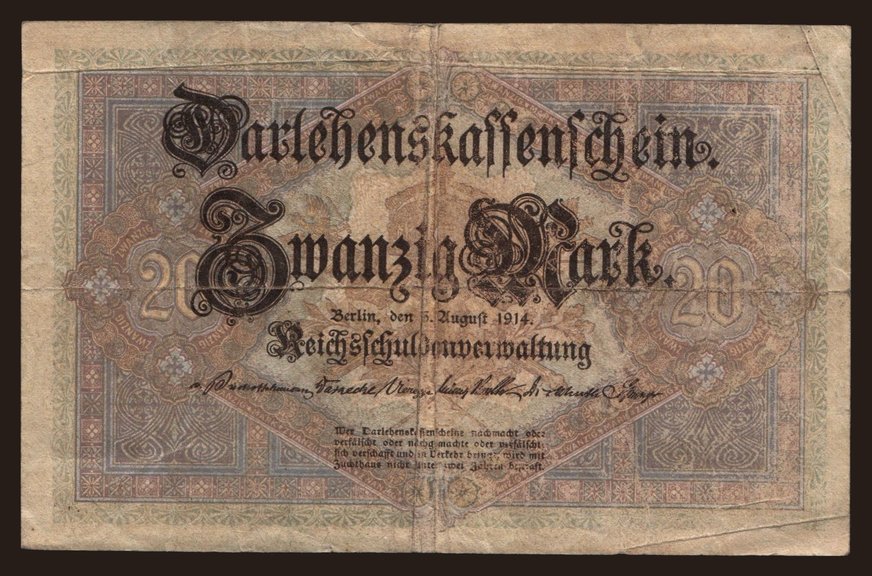 Darlehenskassenschein.
Zwanzig Mark.
20 20
Berlin, den 5. August 1914.
Reichsschuldenverwaltung
Wer Darlehenskassenscheine nachmacht oder
verfälscht oder nachgemachte oder verfälschte
sich verschafft und in Verkehr bringt, wird mit
Zuchthaus nicht unter zwei Jahren bestraft.